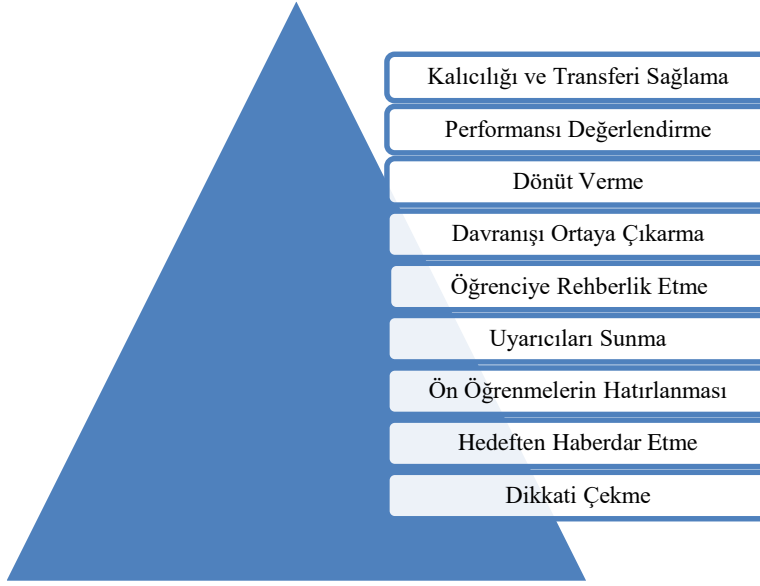 Kalıcılığı ve Transferi Sağlama
Performansı Değerlendirme
Dönüt Verme
Davranışı Ortaya Çıkarma
Öğrenciye Rehberlik Etme
Uyarıcıları Sunma
Ön Öğrenmelerin Hatırlanması
Hedeften Haberdar Etme
Dikkati Çekme